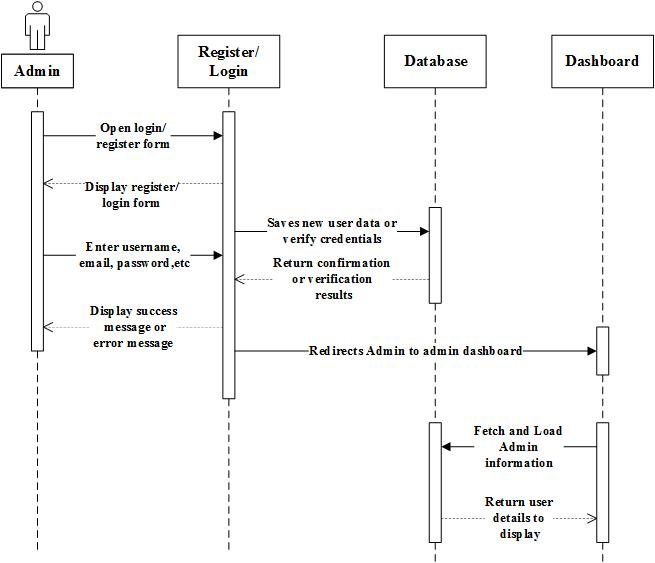 Admin
Register/
Login
Database
Dashboard
Open login/
register form
Display register/
login form
Saves new user data or
verify credentials
Enter username,
email, password,etc
Return confirmation
or verification
results
Display success
message or
error message
Redirects Admin to admin dashboard
Fetch and Load
Admin
information
Return user
details to
display